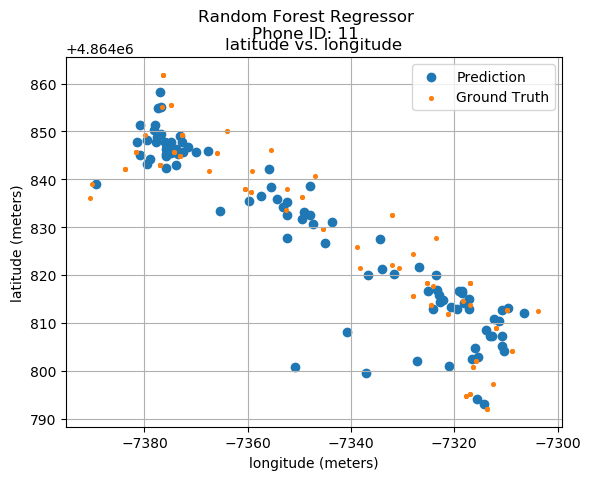 Random Forest Regressor
Phone ID: 11
latitude vs. longitude
+4.864e6
Prediction
Ground Truth
860
850
840
830
820
810
800
790
latitude (meters)
−7380
−7360
−7340
−7320
−7300
longitude (meters)